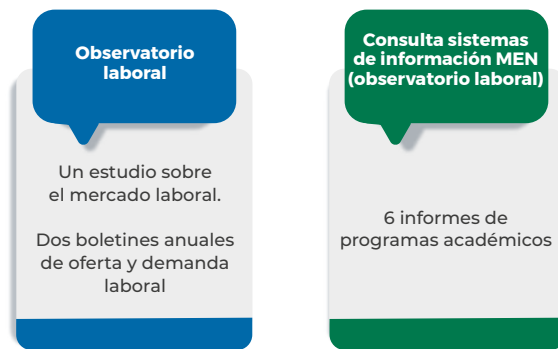 Observatorio
laboral
Un estudio sobre
el mercado laboral.
Dos boletines anuales
de oferta y demanda
laboral
Consulta sistemas
de información MEN
(observatorio laboral)
6 informes de
programas académicos